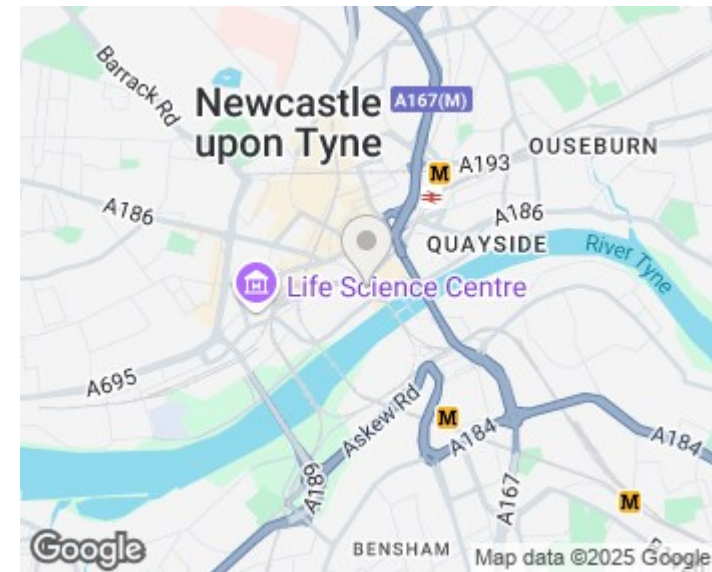 Barrack Rd
Newcastle
upon Tyne
A167(M)
OUSEBURN
M
A193
A186
A186
QUAYSIDE
River Tyne
Life Science Centre
A695
Askew Rd
M
A184
A184
A189
A167
M
BENSHAM
Google
Map data ©2025 Google